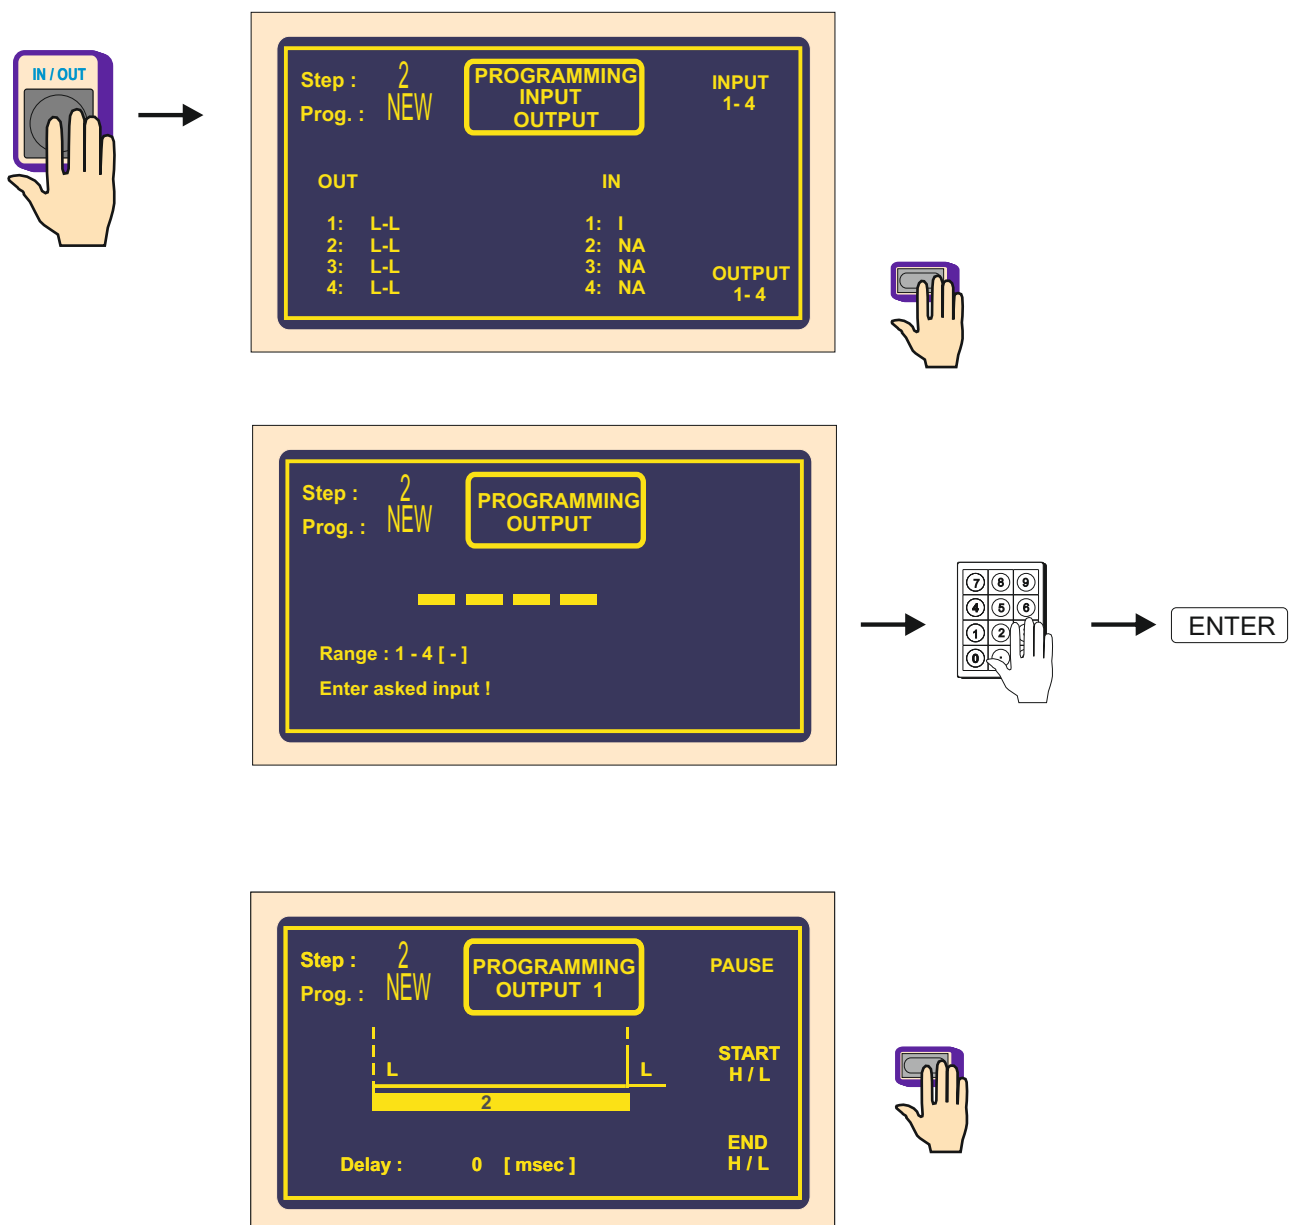 IN / OUT
Step : 2
Prog. : NEW
PROGRAMMING
INPUT
OUTPUT
INPUT
1- 4
OUT
IN
1: L-L
2: L-L
3: L-L
4: L-L
1: I
2: NA
3: NA
4: NA
OUTPUT
1- 4
Step : 2
Prog. : NEW
PROGRAMMING
OUTPUT
Range : 1 - 4 [ - ]
Enter asked input !
7 8 9
4 5 6
1 2
0 .
ENTER
Step : 2
Prog. : NEW
PROGRAMMING
OUTPUT 1
PAUSE
START
H / L
L L
2
END
H / L
Delay : 0 [ msec ]